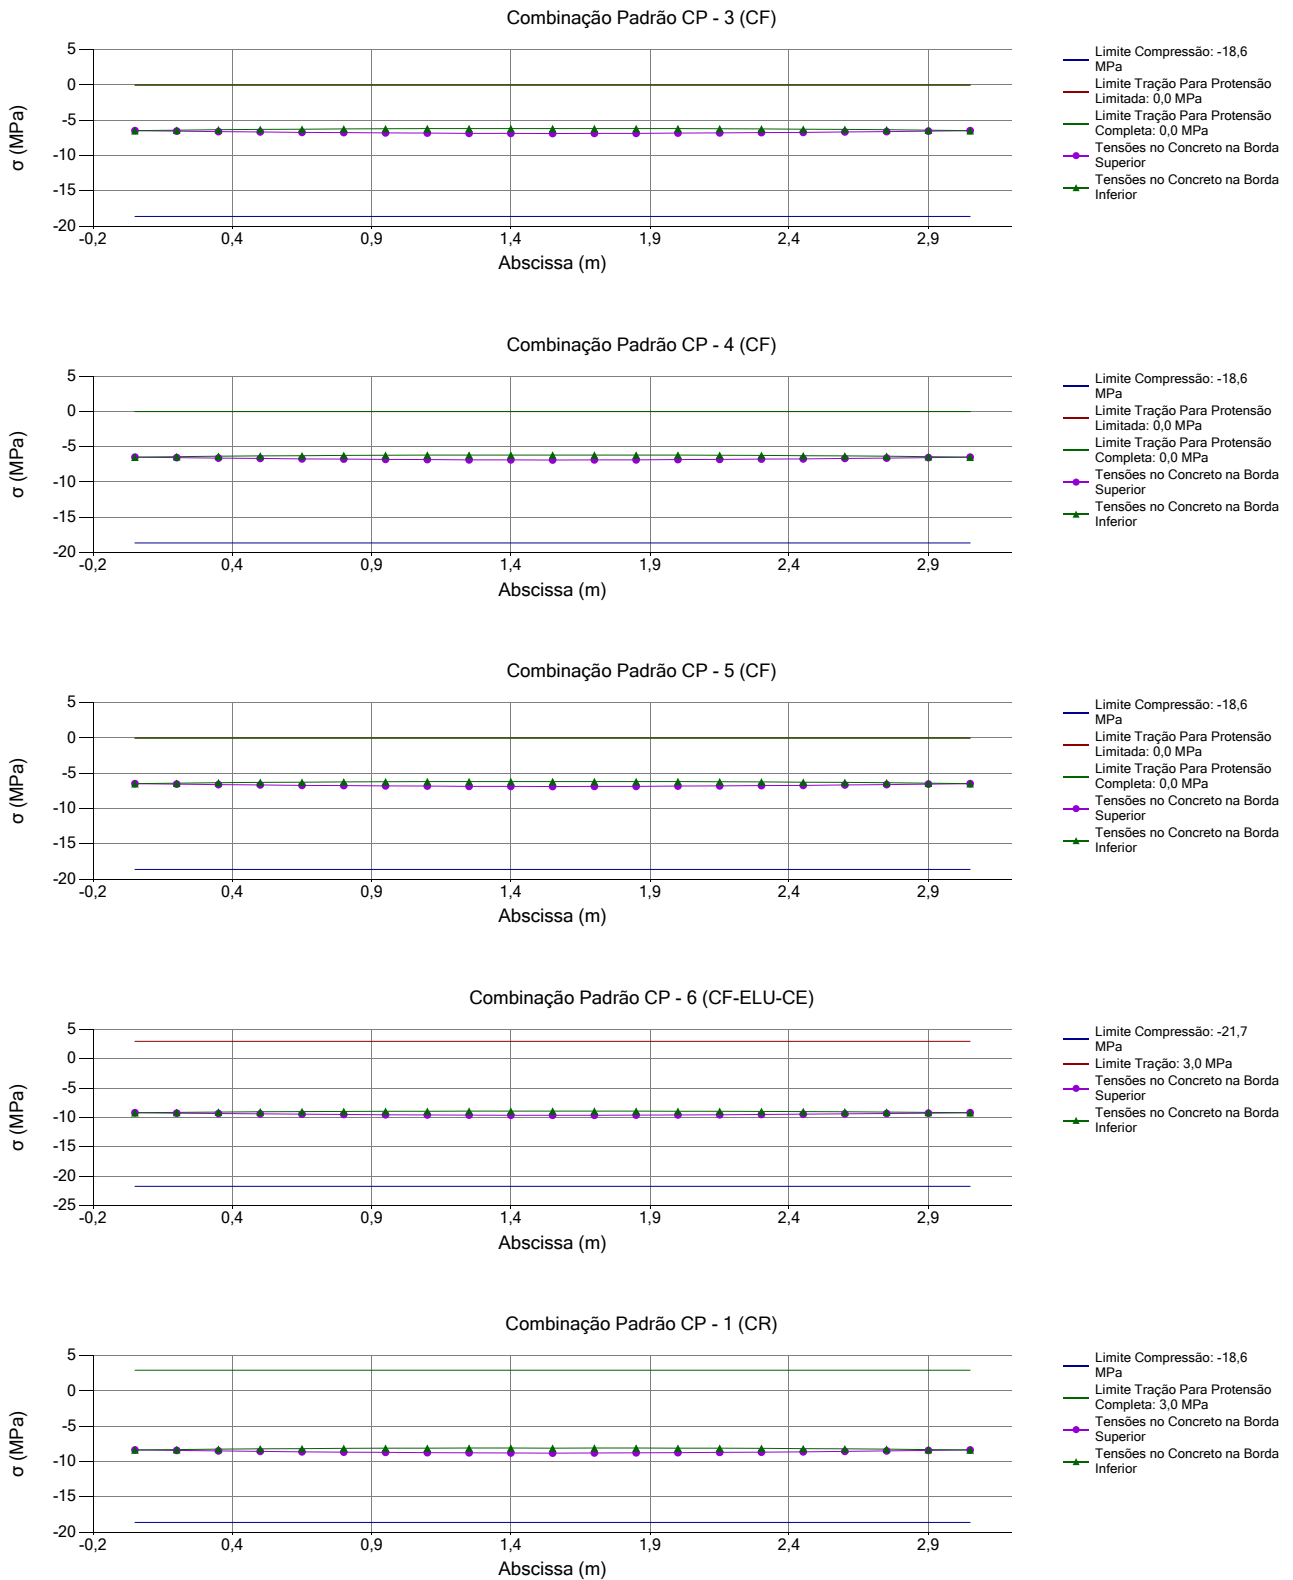 Combinação Padrão CP - 3 (CF)
5
0
-5
-10
-15
-20
σ (MPa)
-0,2
0,4
0,9
1,4
1,9
2,4
2,9
Abscissa (m)
Limite Compressão: -18,6
MPa
Limite Tração Para Protensão
Limitada: 0,0 MPa
Limite Tração Para Protensão
Completa: 0,0 MPa
Tensões no Concreto na Borda
Superior
Tensões no Concreto na Borda
Inferior
Combinação Padrão CP - 4 (CF)
5
0
-5
-10
-15
-20
σ (MPa)
-0,2
0,4
0,9
1,4
1,9
2,4
2,9
Abscissa (m)
Limite Compressão: -18,6
MPa
Limite Tração Para Protensão
Limitada: 0,0 MPa
Limite Tração Para Protensão
Completa: 0,0 MPa
Tensões no Concreto na Borda
Superior
Tensões no Concreto na Borda
Inferior
Combinação Padrão CP - 5 (CF)
5
0
-5
-10
-15
-20
σ (MPa)
-0,2
0,4
0,9
1,4
1,9
2,4
2,9
Abscissa (m)
Limite Compressão: -18,6
MPa
Limite Tração Para Protensão
Limitada: 0,0 MPa
Limite Tração Para Protensão
Completa: 0,0 MPa
Tensões no Concreto na Borda
Superior
Tensões no Concreto na Borda
Inferior
Combinação Padrão CP - 6 (CF-ELU-CE)
5
0
-5
-10
-15
-20
-25
σ (MPa)
-0,2
0,4
0,9
1,4
1,9
2,4
2,9
Abscissa (m)
Limite Compressão: -21,7
MPa
Limite Tração: 3,0 MPa
Tensões no Concreto na Borda
Superior
Tensões no Concreto na Borda
Inferior
Combinação Padrão CP - 1 (CR)
5
0
-5
-10
-15
-20
σ (MPa)
-0,2
0,4
0,9
1,4
1,9
2,4
2,9
Abscissa (m)
Limite Compressão: -18,6
MPa
Limite Tração Para Protensão
Completa: 3,0 MPa
Tensões no Concreto na Borda
Superior
Tensões no Concreto na Borda
Inferior